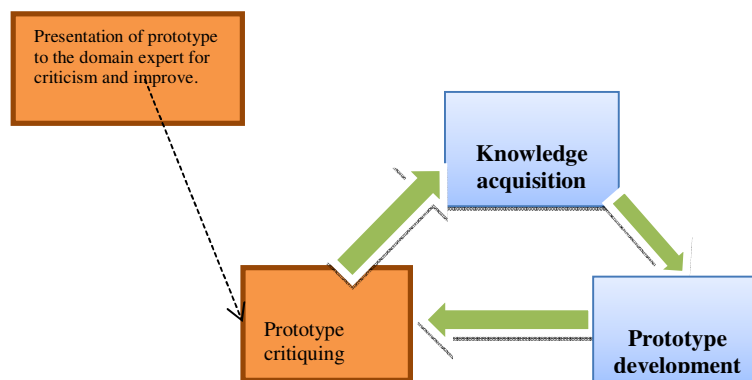 Presentation of prototype
to the domain expert for
criticism and improve.
Knowledge
acquisition
Prototype
critiquing
Prototype
development